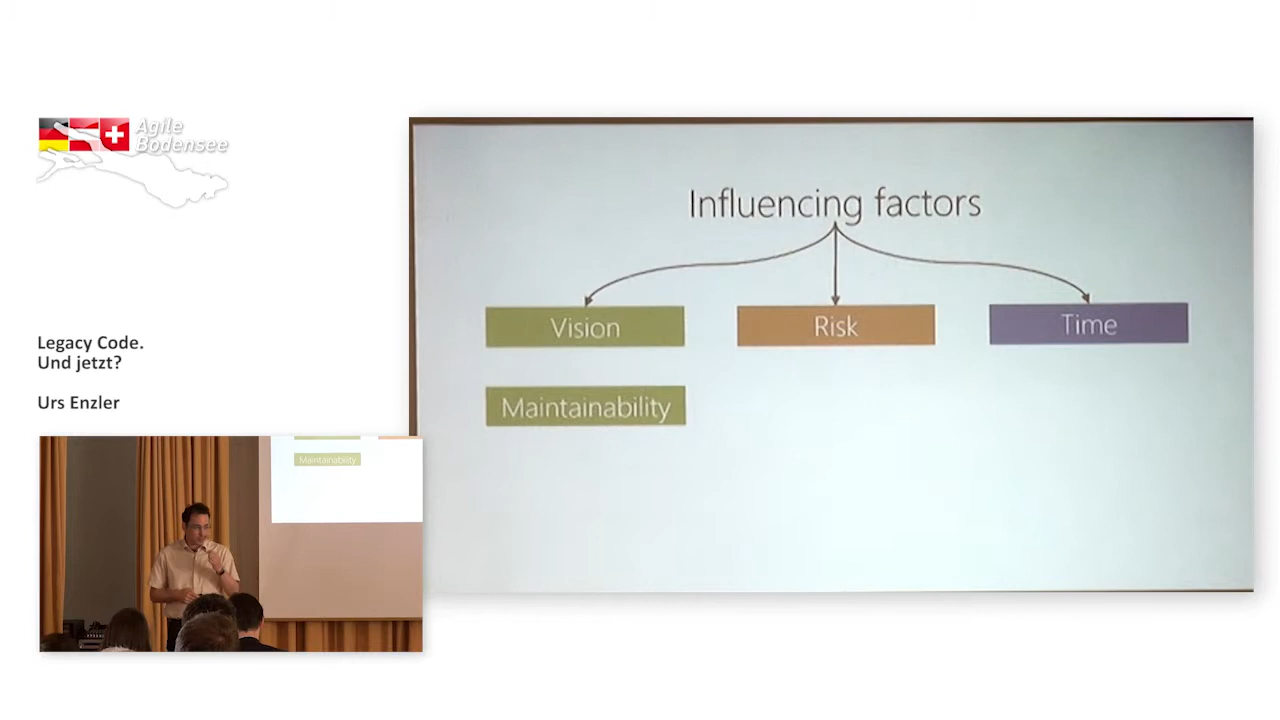 Agile
Bodensee
Legacy Code.
Und jetzt?
Urs Enzler
Influencing factors
Vision
Risk
Time
Maintainability
Maintainability